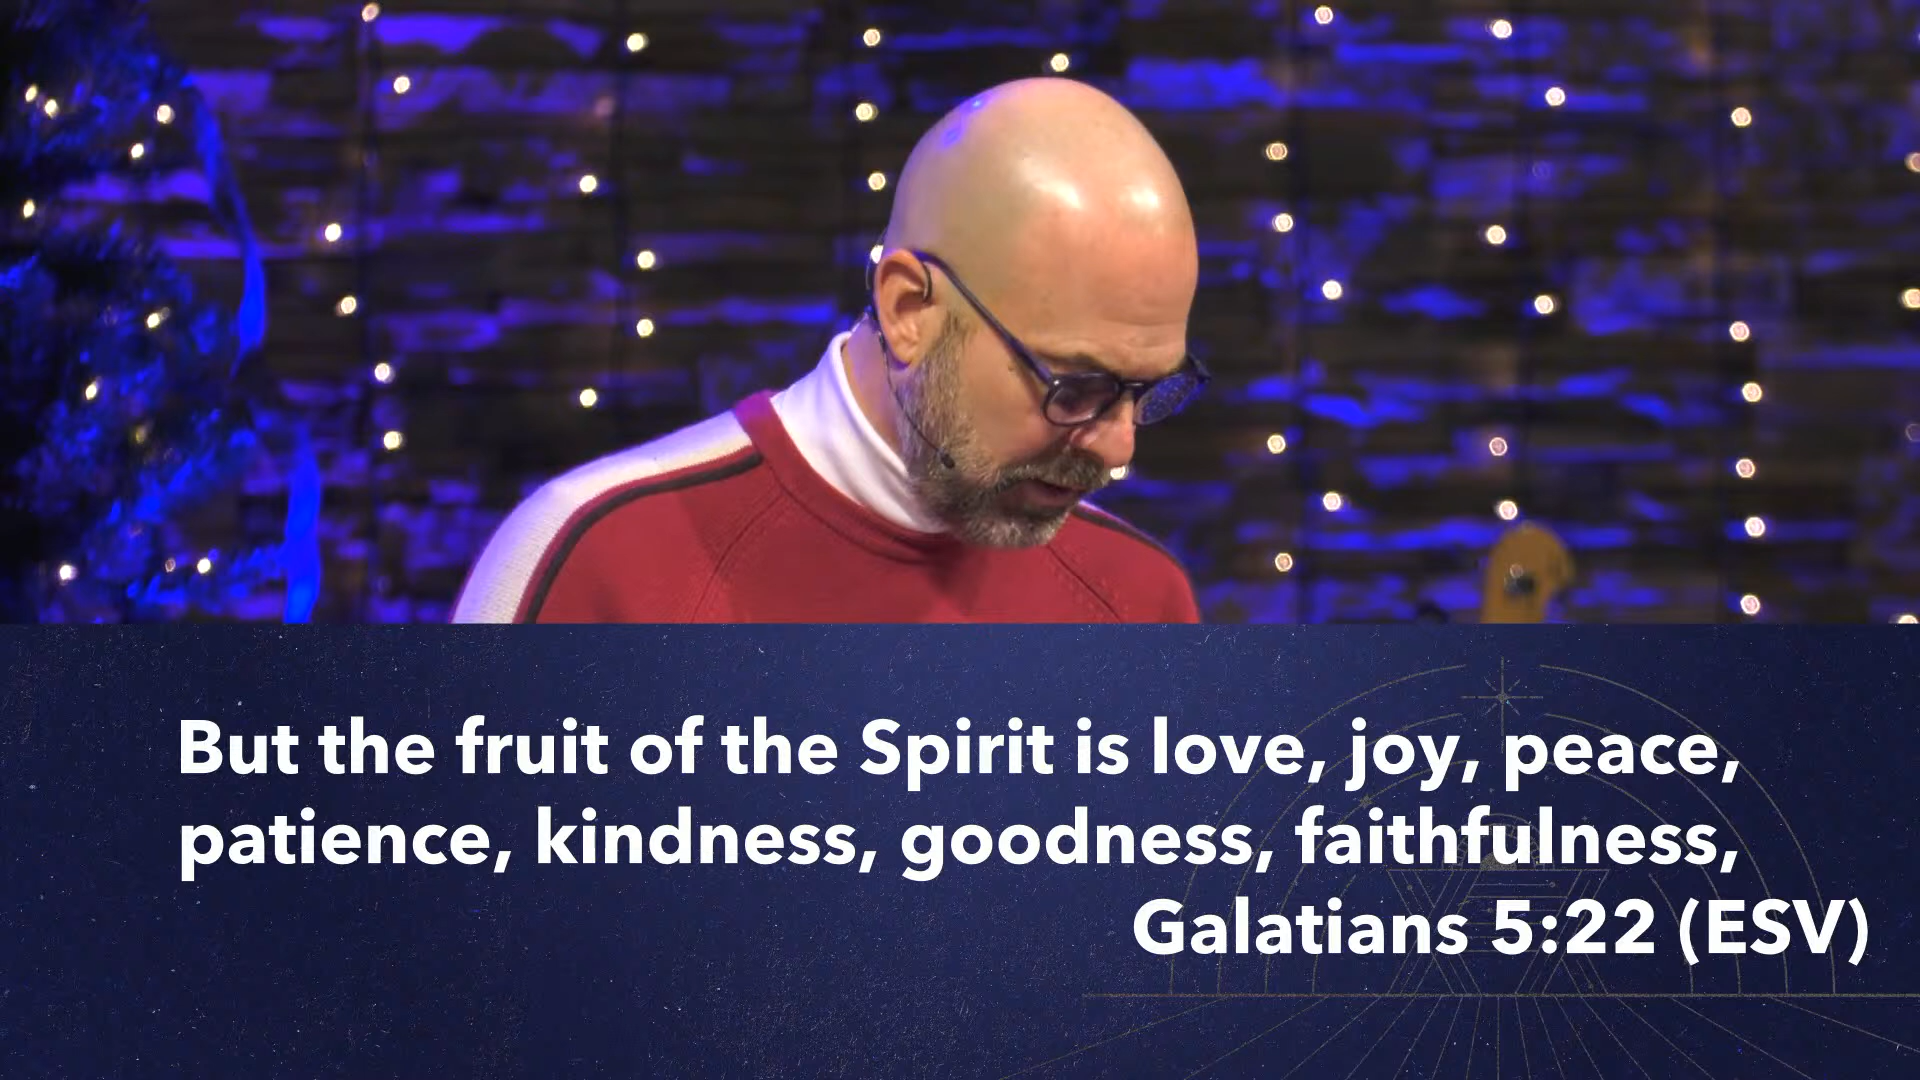 But the fruit of the Spirit is love, joy, peace,
patience, kindness, goodness, faithfulness,
Galatians 5:22 (ESV)